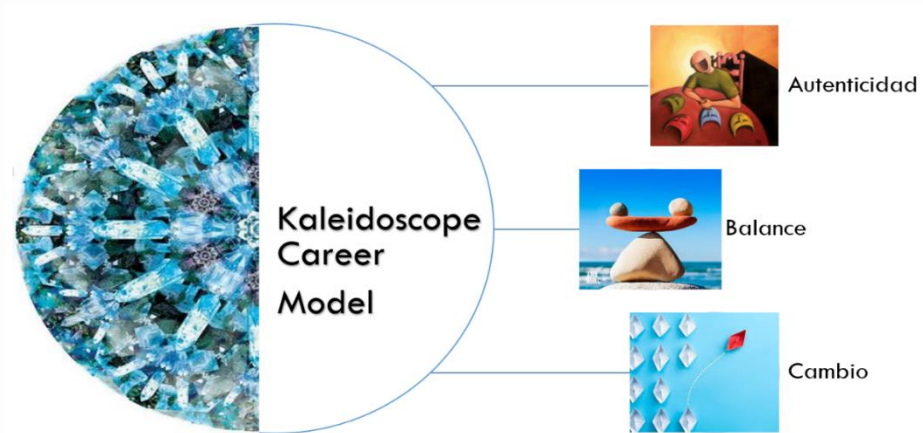 Kaleidoscope
Career
Model
Autenticidad
Balance
Cambio